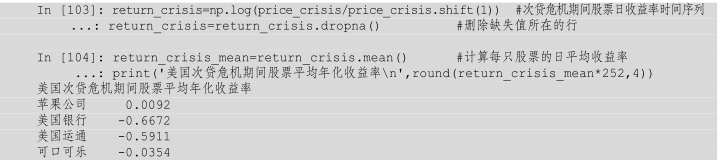 In [103]: return_crisis=np.log(price_crisis/price_crisis.shift(1))  #次贷危机期间股票日收益率时间序列
...: return_crisis=return_crisis.dropna()  #删除缺失值所在的行
In [104]: return_crisis_mean=return_crisis.mean()  #计算每只股票的日平均收益率
...: print('美国次贷危机期间股票平均年化收益率\n',round(return_crisis_mean*252,4))
美国次贷危机期间股票平均年化收益率
苹果公司  0.0092
美国银行  -0.6672
美国运通  -0.5911
可口可乐  -0.0354